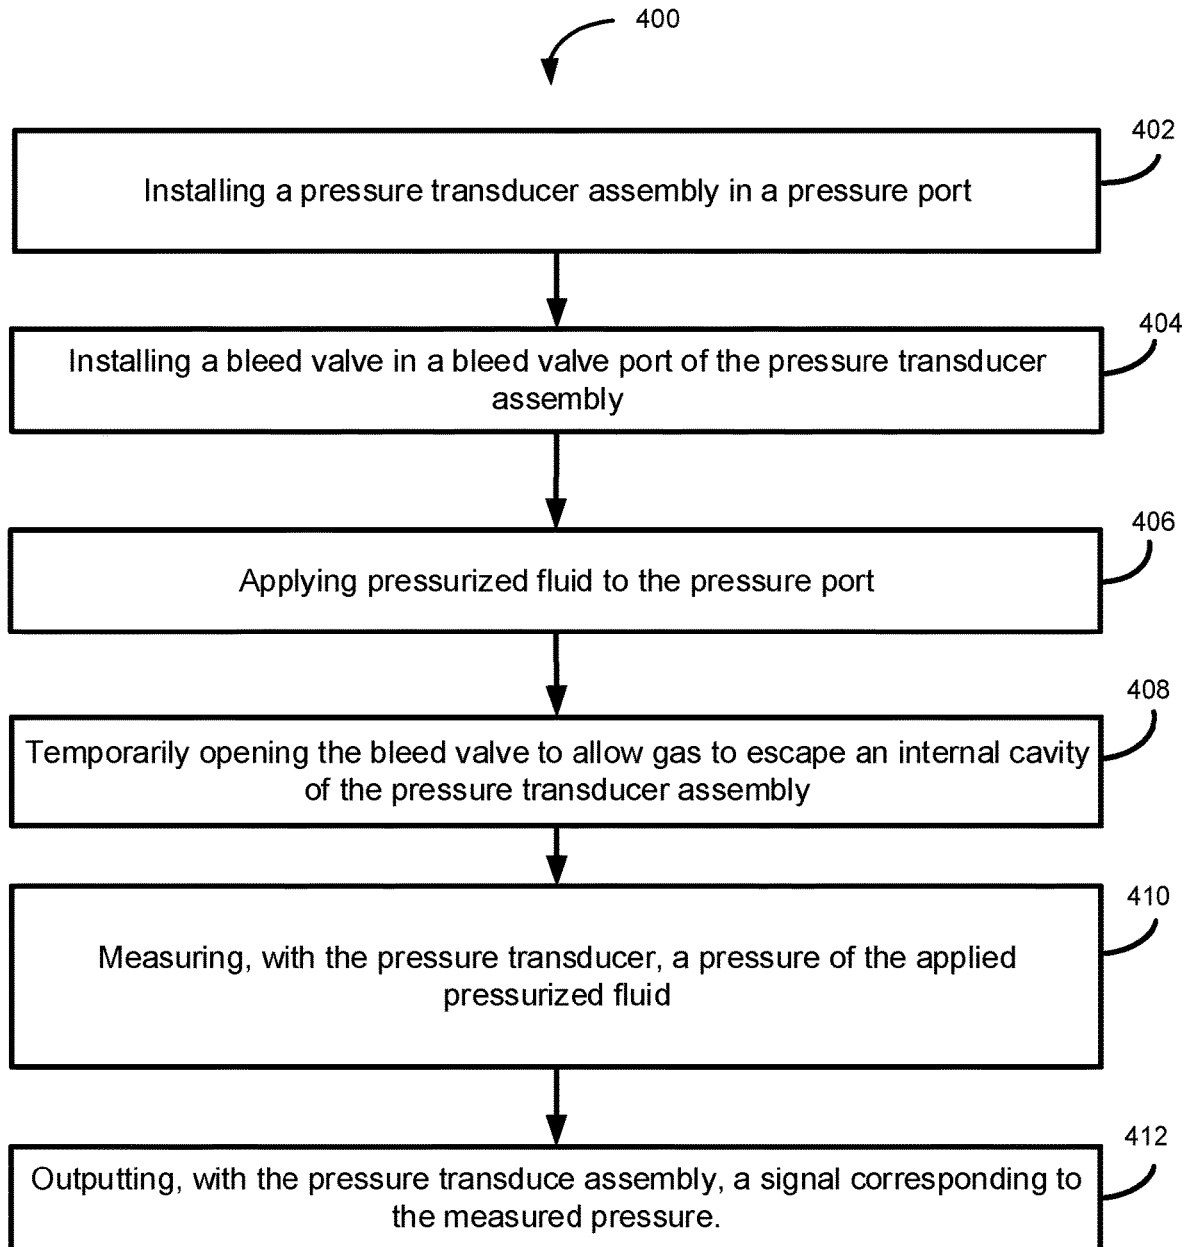 400
402
Installing a pressure transducer assembly in a pressure port
404
Installing a bleed valve in a bleed valve port of the pressure transducer
assembly
406
Applying pressurized fluid to the pressure port
408
Temporarily opening the bleed valve to allow gas to escape an internal cavity
of the pressure transducer assembly
410
Measuring, with the pressure transducer, a pressure of the applied
pressurized fluid
412
Outputting, with the pressure transduce assembly, a signal corresponding to
the measured pressure.